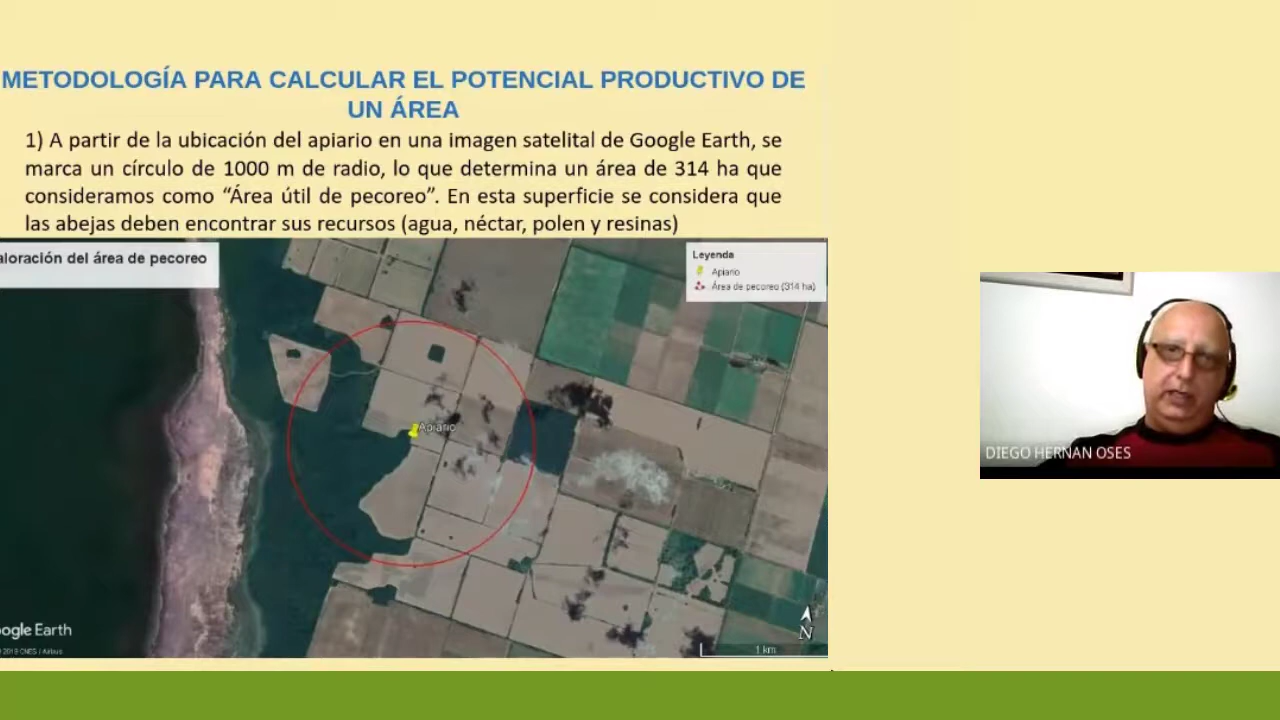 METODOLOGÍA PARA CALCULAR EL POTENCIAL PRODUCTIVO DE
UN ÁREA
1) A partir de la ubicación del apiario en una imagen satelital de Google Earth, se
marca un círculo de 1000 m de radio, lo que determina un área de 314 ha que
consideramos como “Área útil de pecoreo”. En esta superficie se considera que
las abejas deben encontrar sus recursos (agua, néctar, polen y resinas)
aloración del área de pecoreo
Leyenda
Apiario
Área de pecoreo (314 ha)
Apiario
DIEGO HERNAN OSES
N
ogle Earth
2019 CNES / Airbus
1 km